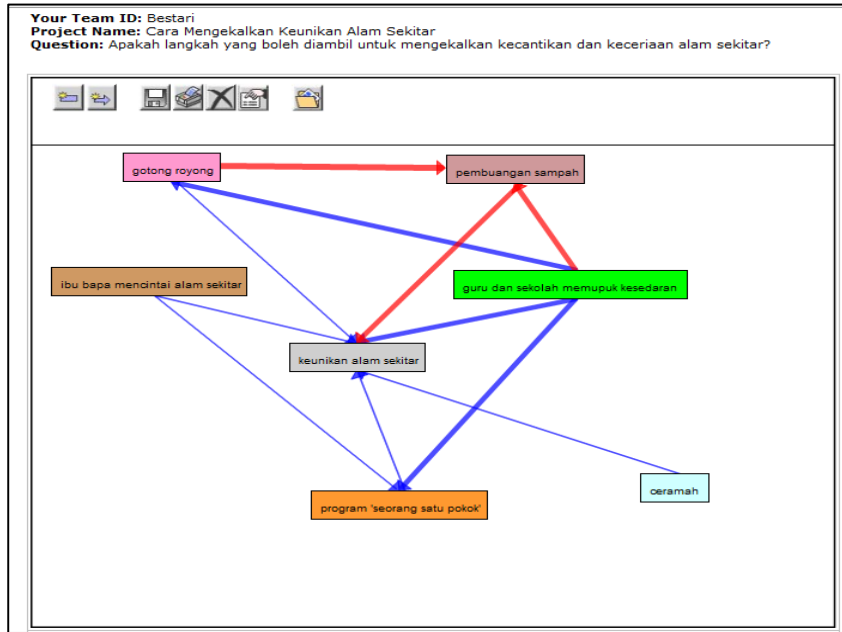 Your Team ID: Bestari
Project Name: Cara Mengekalkan Keunikan Alam Sekitar
Question: Apakah langkah yang boleh diambil untuk mengekalkan kecantikan dan keceriaan alam sekitar?
gotong royong
pembuangan sampah
ibu bapa mencintai alam sekitar
guru dan sekolah memupuk kesedaran
keunikan alam sekitar
ceramah
program 'seorang satu pokok'